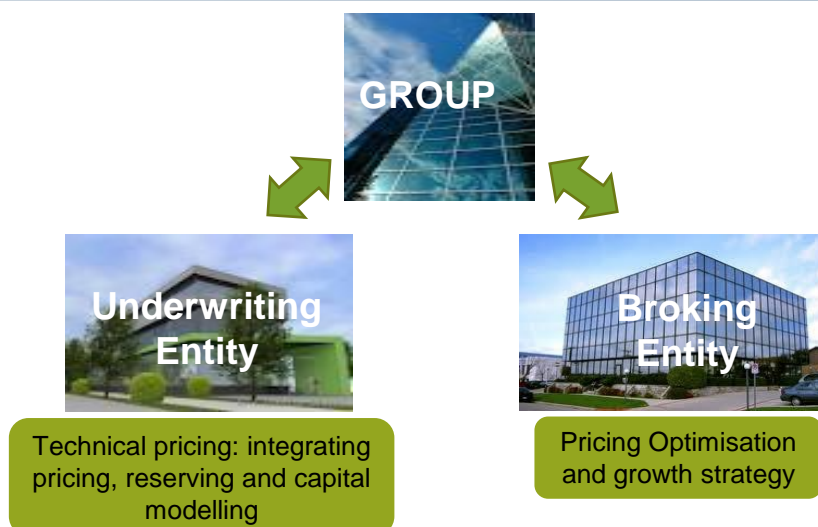 GROUP
Underwriting
Entity
Broking
Entity
Technical pricing: integrating
pricing, reserving and capital
modelling
Pricing Optimisation
and growth strategy